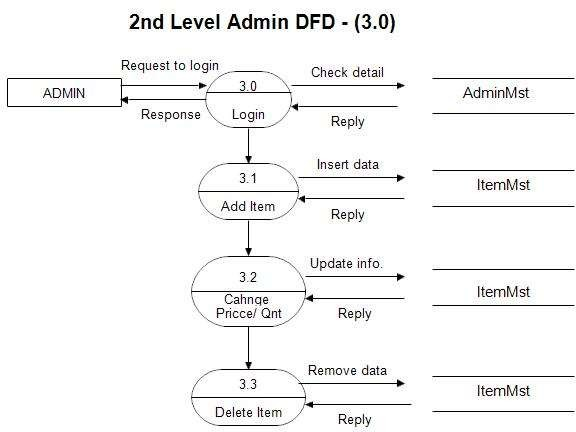 2nd Level Admin DFD - (3.0)
Request to login
Check detail
ADMIN
3.0
AdminMst
Response
Login
Reply
Insert data
3.1
ItemMst
Add Item
Reply
Update info.
3.2
ItemMst
Cahnge
Pricce/ Qnt
Reply
Remove data
3.3
ItemMst
Delete Item
Reply